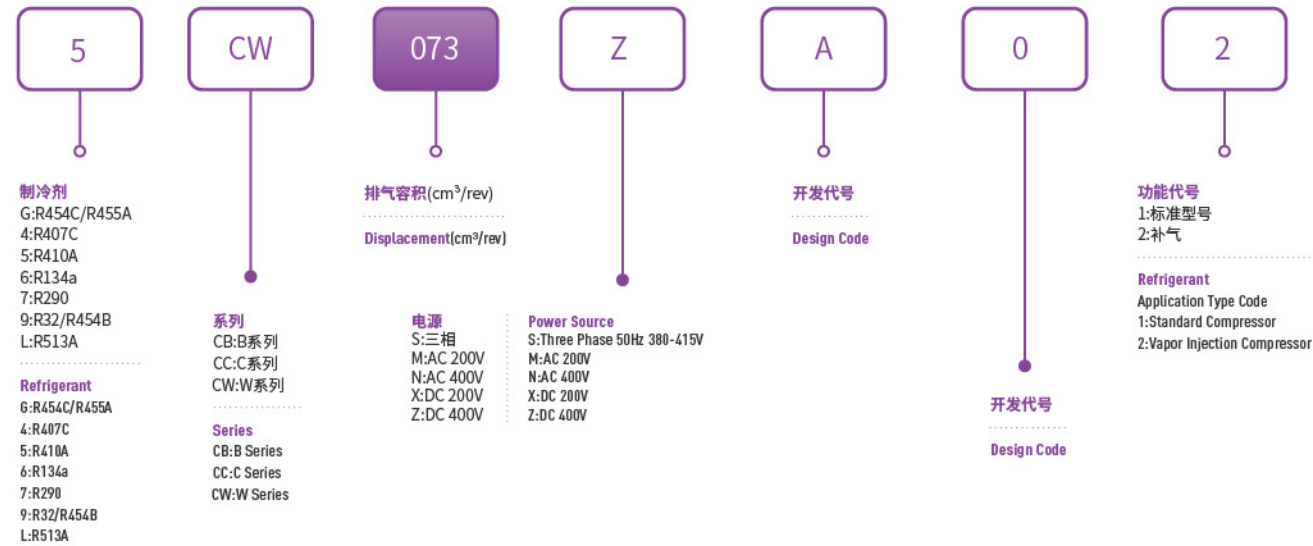 5
CW
073
Z
A
0
2
制冷剂
G:R454C/R455A
4:R407C
5:R410A
6:R134a
7:R290
9:R32/R454B
L:R513A
Refrigerant
G:R454C/R455A
4:R407C
5:R410A
6:R134a
7:R290
9:R32/R454B
L:R513A
系列
CB:B系列
CC:C系列
CW:W系列
Series
CB:B Series
CC:C Series
CW:W Series
排气容积(cm³/rev)
Displacement(cm³/rev)
电源
S:三相
M:AC 200V
N:AC 400V
X:DC 200V
Z:DC 400V
Power Source
S:Three Phase 50Hz 380-415V
M:AC 200V
N:AC 400V
X:DC 200V
Z:DC 400V
开发代号
Design Code
开发代号
Design Code
功能代号
1:标准型号
2:补气
Refrigerant
Application Type Code
1:Standard Compressor
2:Vapor Injection Compressor